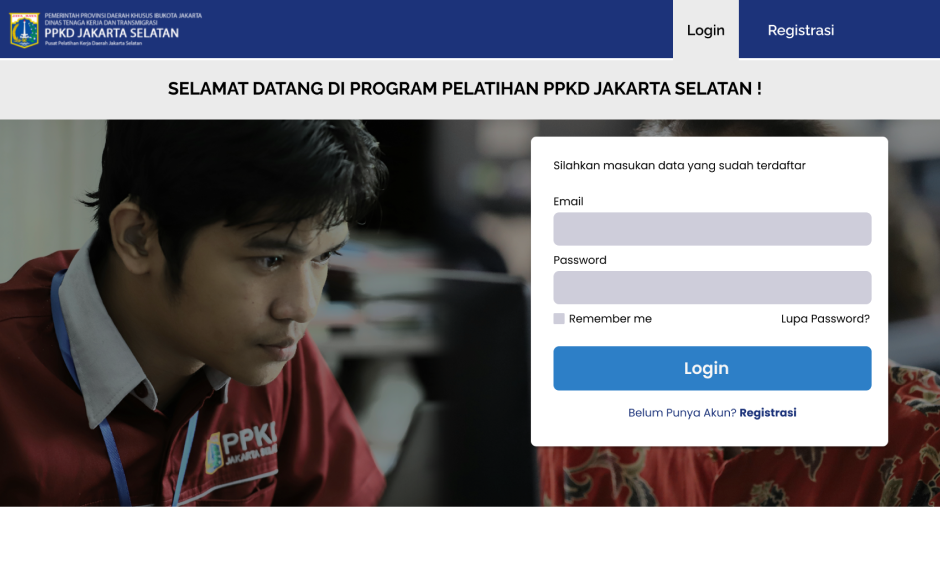 PEMERINTAH PROVINSI DAERAH KHUSUS IBUKOTA JAKARTA
DINAS TENAGA KERJA DAN TRANSMIGRASI
PPKD JAKARTA SELATAN
Pusat Pelatihan Kerja Daerah Jakarta Selatan
Login
Registrasi
SELAMAT DATANG DI PROGRAM PELATIHAN PPKD JAKARTA SELATAN !
Silahkan masukan data yang sudah terdaftar
Email
Password
Remember me
Lupa Password?
Login
Belum Punya Akun? Registrasi
PPKD
JAKARTA SELAT